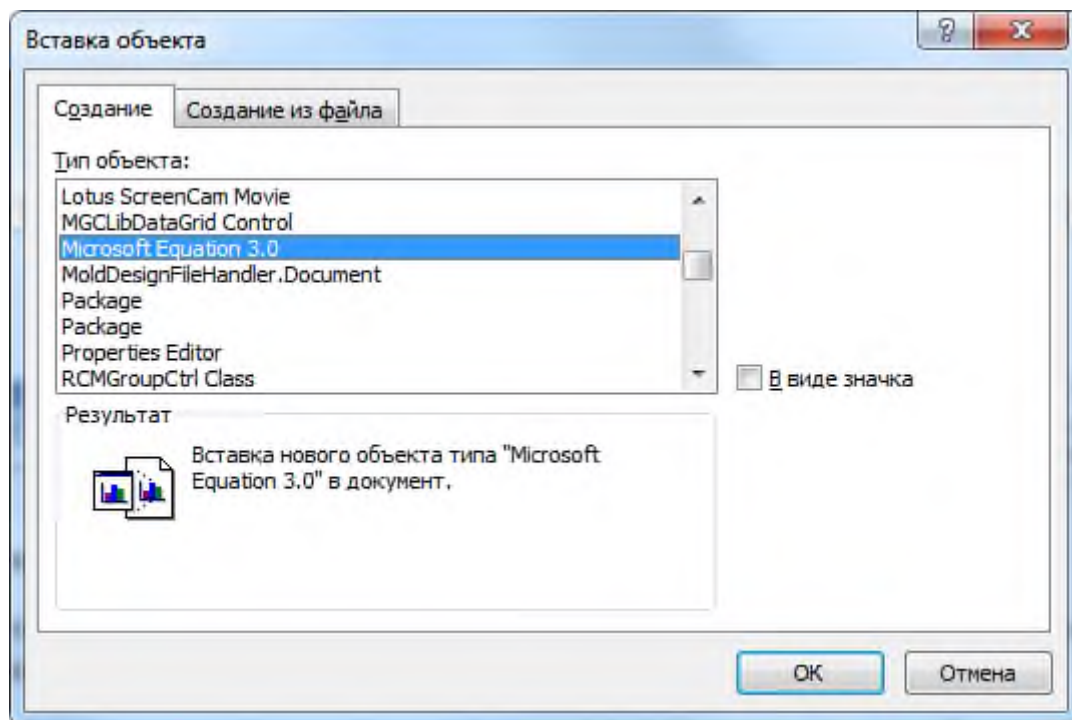 Вставка объекта
Создание
Создание из файла
Тип объекта:
Lotus ScreenCam Movie
MGCLibDataGrid Control
Microsoft Equation 3.0
MoldDesignFileHandler.Document
Package
Package
Properties Editor
RCMGroupCtrl Class
В виде значка
Результат
Вставка нового объекта типа "Microsoft
Equation 3.0" в документ.
ОК
Отмена